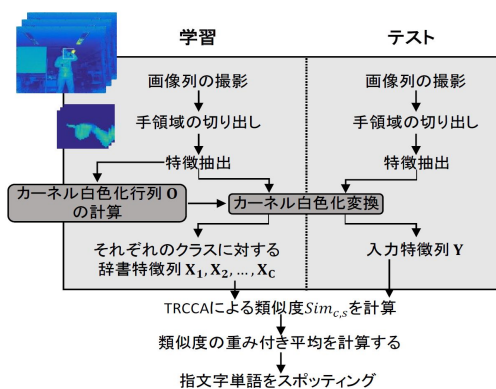 学習
テスト
画像列の撮影
画像列の撮影
手領域の切り出し
手領域の切り出し
特徴抽出
特徴抽出
カーネル白色化行列 O
の計算
カーネル白色化変換
それぞれのクラスに対する
辞書特徴列 X₁, X₂, ..., X_C
入力特徴列 Y
TRCCAによる類似度Sim_{c,s}を計算
類似度の重み付き平均を計算する
指文字単語をスポッティング